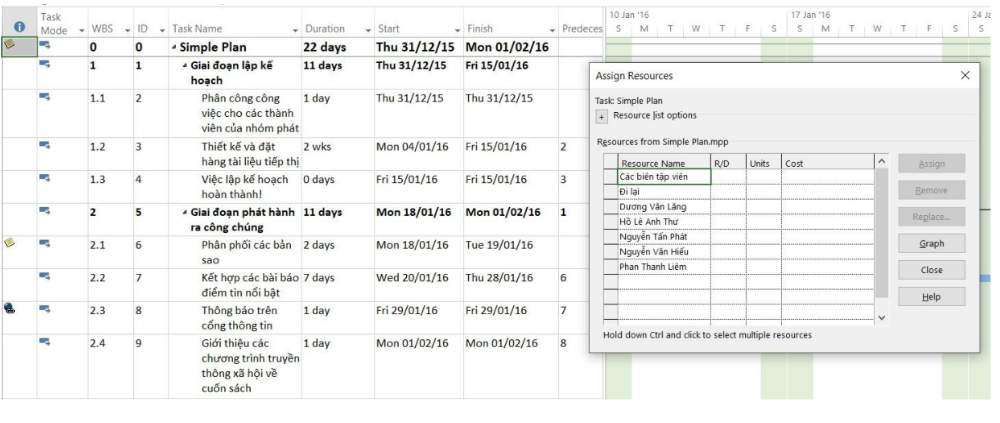 Task Mode WBS ID Task Name Duration Start Finish Predeces
10 Jan '16 17 Jan '16 24 Ja
S M T W T F S S M T W T F S S
0 0 Simple Plan 22 days Thu 31/12/15 Mon 01/02/16
1 1 Giai đoạn lập kế 11 days Thu 31/12/15 Fri 15/01/16
hoạch
1.1 2 Phân công công 1 day Thu 31/12/15 Thu 31/12/15
việc cho các thành
viên của nhóm phát
1.2 3 Thiết kế và đặt 2 wks Mon 04/01/16 Fri 15/01/16 2
hàng tài liệu tiếp thị
1.3 4 Việc lập kế hoạch 0 days Fri 15/01/16 Fri 15/01/16 3
hoàn thành!
2 5 Giai đoạn phát hành 11 days Mon 18/01/16 Mon 01/02/16 1
ra công chúng
2.1 6 Phân phối các bản 2 days Mon 18/01/16 Tue 19/01/16
sao
2.2 7 Kết hợp các bài báo 7 days Wed 20/01/16 Thu 28/01/16 6
điểm tin nổi bật
2.3 8 Thông báo trên 1 day Fri 29/01/16 Fri 29/01/16 7
cổng thông tin
2.4 9 Giới thiệu các 1 day Mon 01/02/16 Mon 01/02/16 8
chương trình truyền
thông xã hội về
cuốn sách
Assign Resources
Task: Simple Plan
+ Resource list options
Resources from Simple Plan.mpp
Resource Name R/D Units Cost
Các biên tập viên
Đi lại
Dương Văn Lăng
Hồ Lê Anh Thư
Nguyễn Tấn Phát
Nguyễn Văn Hiếu
Phan Thanh Liêm
Assign
Remove
Replace...
Graph
Close
Help
Hold down Ctrl and click to select multiple resources